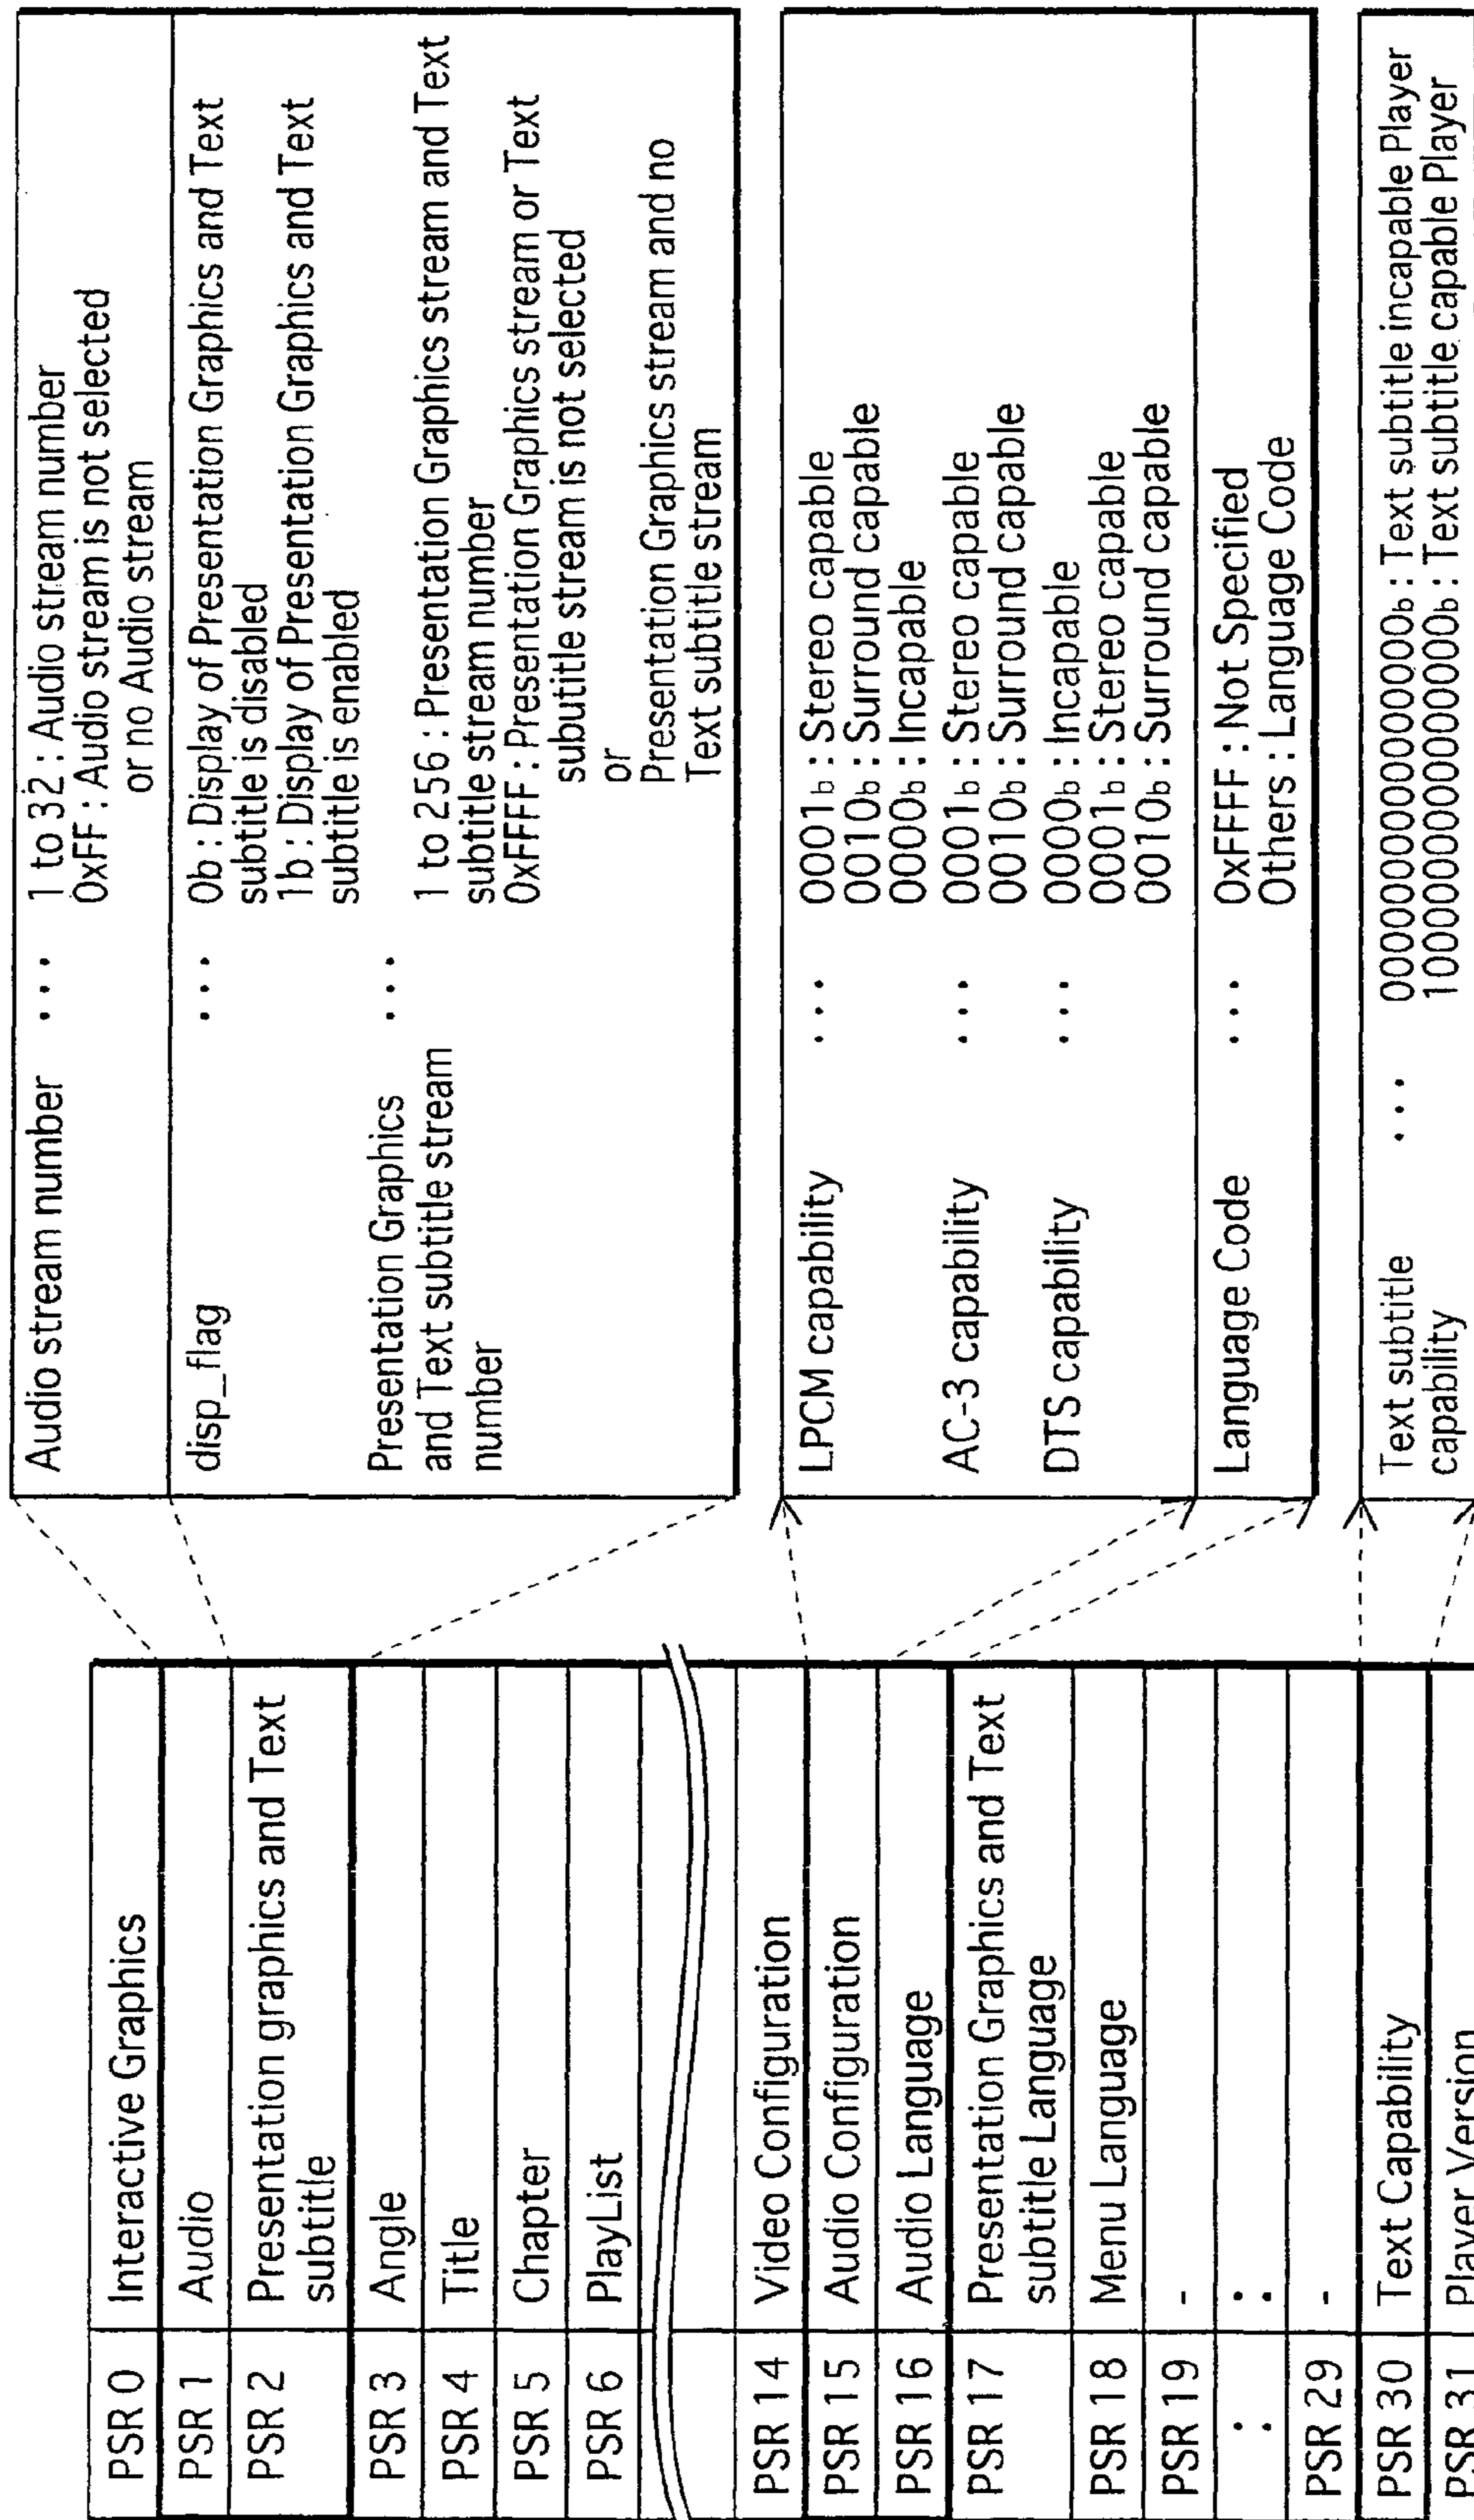 PSR 0 Interactive Graphics
PSR 1 Audio
PSR 2 Presentation graphics and Text
subtitle
PSR 3 Angle
PSR 4 Title
PSR 5 Chapter
PSR 6 PlayList
PSR 14 Video Configuration
PSR 15 Audio Configuration
PSR 16 Audio Language
PSR 17 Presentation Graphics and Text
subtitle Language
PSR 18 Menu Language
PSR 19 -
: :
PSR 29 -
PSR 30 Text Capability
PSR 31 Player Version
Audio stream number ··· 1 to 32 : Audio stream number
0xFF : Audio stream is not selected
or no Audio stream
disp_flag ··· 0b : Display of Presentation Graphics and Text
subtitle is disabled
1b : Display of Presentation Graphics and Text
subtitle is enabled
Presentation Graphics ···
and Text subtitle stream 1 to 256 : Presentation Graphics stream and Text
number subtitle stream number
0xFFF : Presentation Graphics stream or Text
subutitle stream is not selected
or
Presentation Graphics stream and no
Text subtitle stream
LPCM capability ··· 0001b : Stereo capable
0010b : Surround capable
0000b : Incapable
AC-3 capability ··· 0001b : Stereo capable
0010b : Surround capable
DTS capability ··· 0000b : Incapable
0001b : Stereo capable
0010b : Surround capable
Language Code ··· 0xFFFF : Not Specified
Others : Language Code
Text subtitle ··· : Text subtitle incapable Player
capability : Text subtitle capable Player